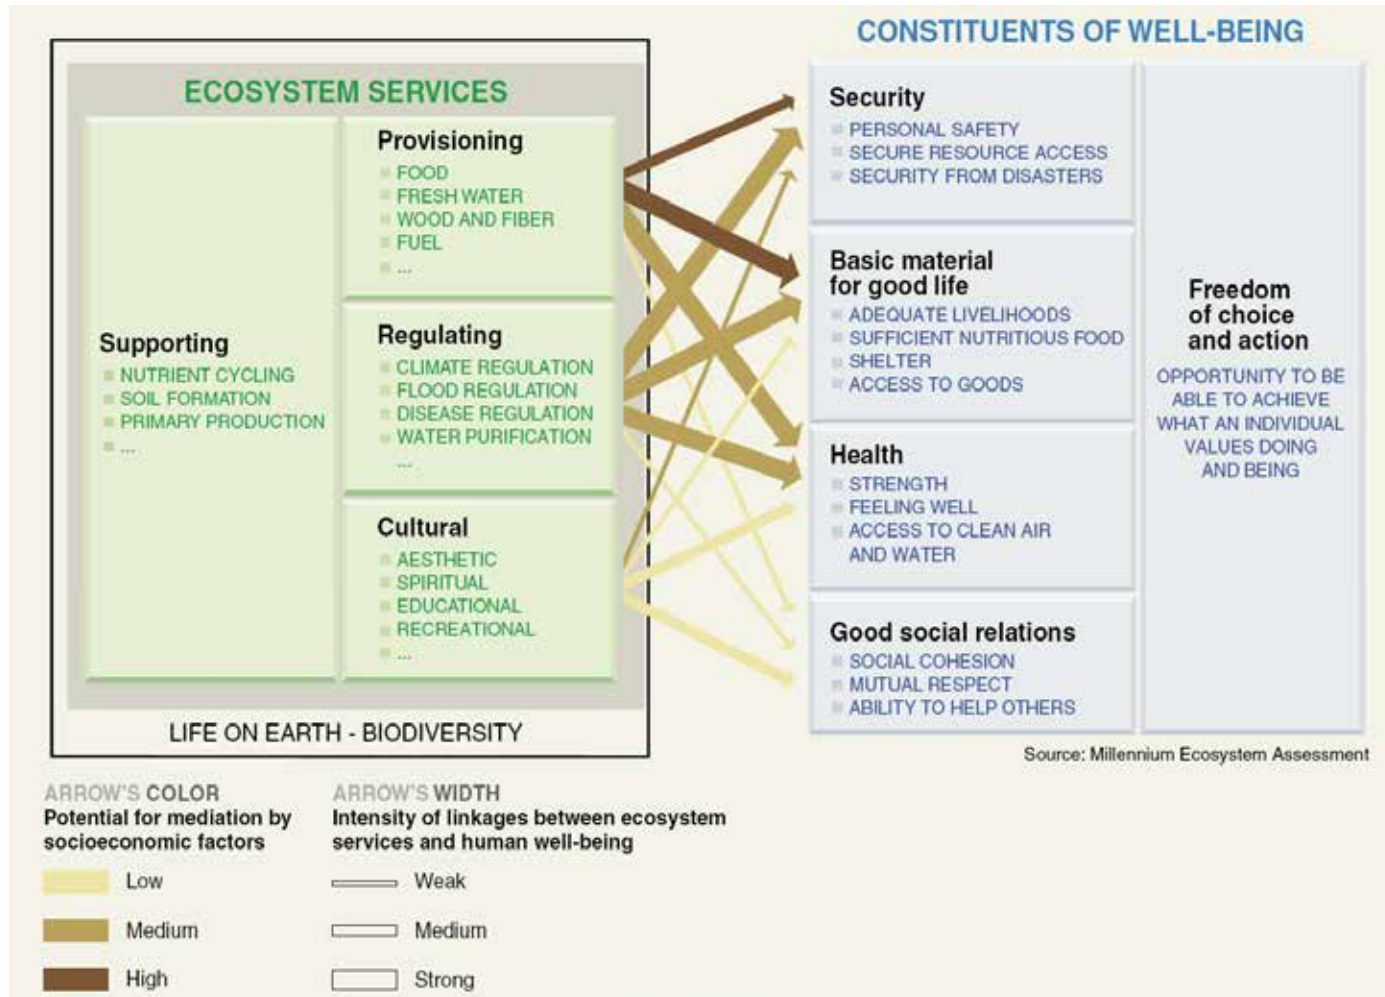 CONSTITUENTS OF WELL-BEING
ECOSYSTEM SERVICES
Supporting
NUTRIENT CYCLING
SOIL FORMATION
PRIMARY PRODUCTION
...
Provisioning
FOOD
FRESH WATER
WOOD AND FIBER
FUEL
...
Regulating
CLIMATE REGULATION
FLOOD REGULATION
DISEASE REGULATION
WATER PURIFICATION
...
Cultural
AESTHETIC
SPIRITUAL
EDUCATIONAL
RECREATIONAL
...
LIFE ON EARTH - BIODIVERSITY
Security
PERSONAL SAFETY
SECURE RESOURCE ACCESS
SECURITY FROM DISASTERS
Basic material
for good life
ADEQUATE LIVELIHOODS
SUFFICIENT NUTRITIOUS FOOD
SHELTER
ACCESS TO GOODS
Health
STRENGTH
FEELING WELL
ACCESS TO CLEAN AIR
AND WATER
Good social relations
SOCIAL COHESION
MUTUAL RESPECT
ABILITY TO HELP OTHERS
Freedom
of choice
and action
OPPORTUNITY TO BE
ABLE TO ACHIEVE
WHAT AN INDIVIDUAL
VALUES DOING
AND BEING
Source: Millennium Ecosystem Assessment
ARROW'S COLOR
Potential for mediation by
socioeconomic factors
Low
Medium
High
ARROW'S WIDTH
Intensity of linkages between ecosystem
services and human well-being
Weak
Medium
Strong